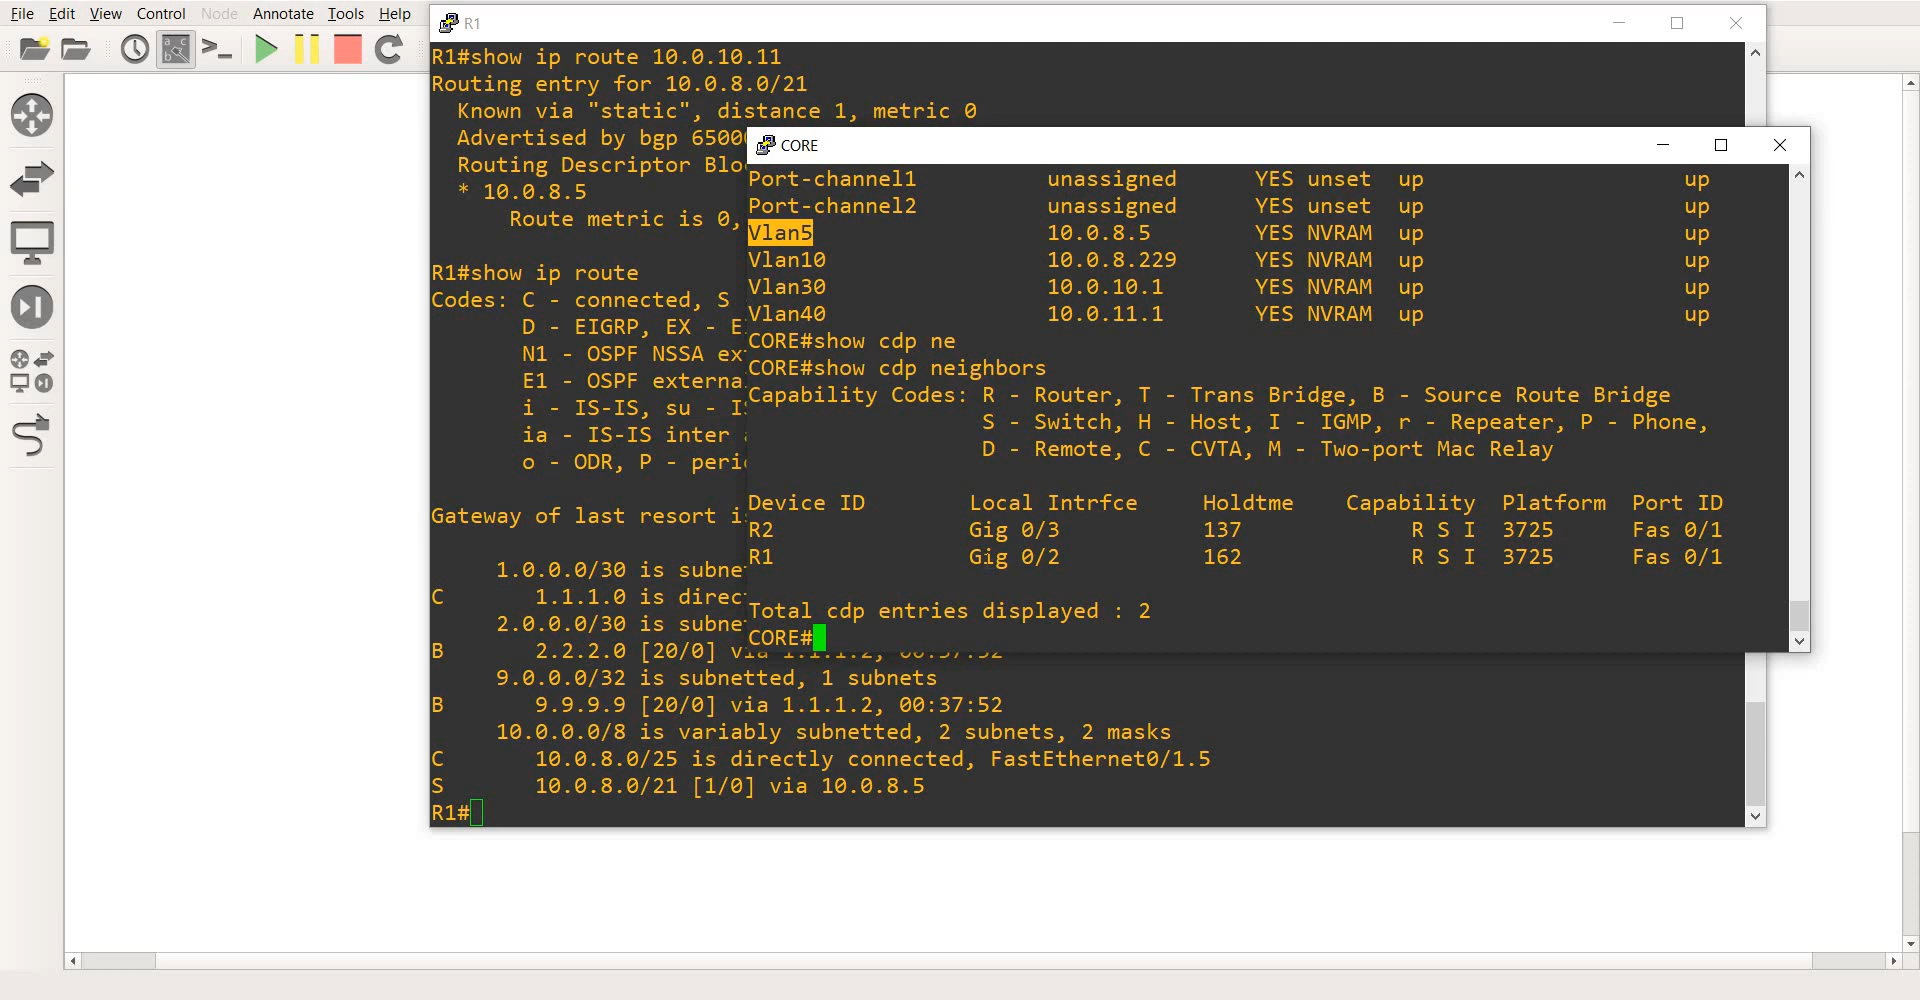 File Edit View Control Node Annotate Tools Help
R1
R1#show ip route 10.0.10.11
Routing entry for 10.0.8.0/21
Known via "static", distance 1, metric 0
Advertised by bgp 6500
Routing Descriptor Blo
* 10.0.8.5
Route metric is 0,
R1#show ip route
Codes: C - connected, S
D - EIGRP, EX - E
N1 - OSPF NSSA ex
E1 - OSPF externa
i - IS-IS, su - IS
ia - IS-IS inter a
o - ODR, P - peri
Gateway of last resort i
1.0.0.0/30 is subne
C 1.1.1.0 is direc
2.0.0.0/30 is subne
B 2.2.2.0 [20/0] via 1.1.1.2, 00:37:52
9.0.0.0/32 is subnetted, 1 subnets
B 9.9.9.9 [20/0] via 1.1.1.2, 00:37:52
10.0.0.0/8 is variably subnetted, 2 subnets, 2 masks
C 10.0.8.0/25 is directly connected, FastEthernet0/1.5
S 10.0.8.0/21 [1/0] via 10.0.8.5
R1#
CORE
Port-channel1 unassigned YES unset up up
Port-channel2 unassigned YES unset up up
Vlan5 10.0.8.5 YES NVRAM up up
Vlan10 10.0.8.229 YES NVRAM up up
Vlan30 10.0.10.1 YES NVRAM up up
Vlan40 10.0.11.1 YES NVRAM up up
CORE#show cdp ne
CORE#show cdp neighbors
Capability Codes: R - Router, T - Trans Bridge, B - Source Route Bridge
S - Switch, H - Host, I - IGMP, r - Repeater, P - Phone,
D - Remote, C - CVTA, M - Two-port Mac Relay
Device ID Local Intrfce Holdtme Capability Platform Port ID
R2 Gig 0/3 137 R S I 3725 Fas 0/1
R1 Gig 0/2 162 R S I 3725 Fas 0/1
Total cdp entries displayed : 2
CORE#